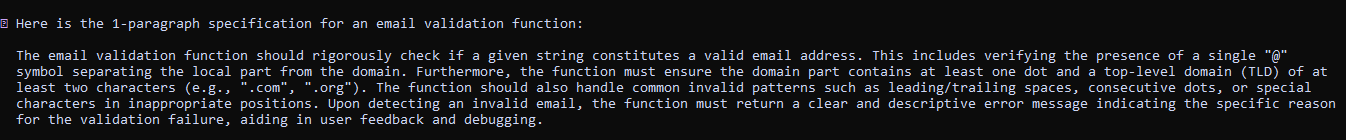 Here is the 1-paragraph specification for an email validation function:
The email validation function should rigorously check if a given string constitutes a valid email address. This includes verifying the presence of a single "@"
symbol separating the local part from the domain. Furthermore, the function must ensure the domain part contains at least one dot and a top-level domain (TLD) of at
least two characters (e.g., ".com", ".org"). The function should also handle common invalid patterns such as leading/trailing spaces, consecutive dots, or special
characters in inappropriate positions. Upon detecting an invalid email, the function must return a clear and descriptive error message indicating the specific reason
for the validation failure, aiding in user feedback and debugging.